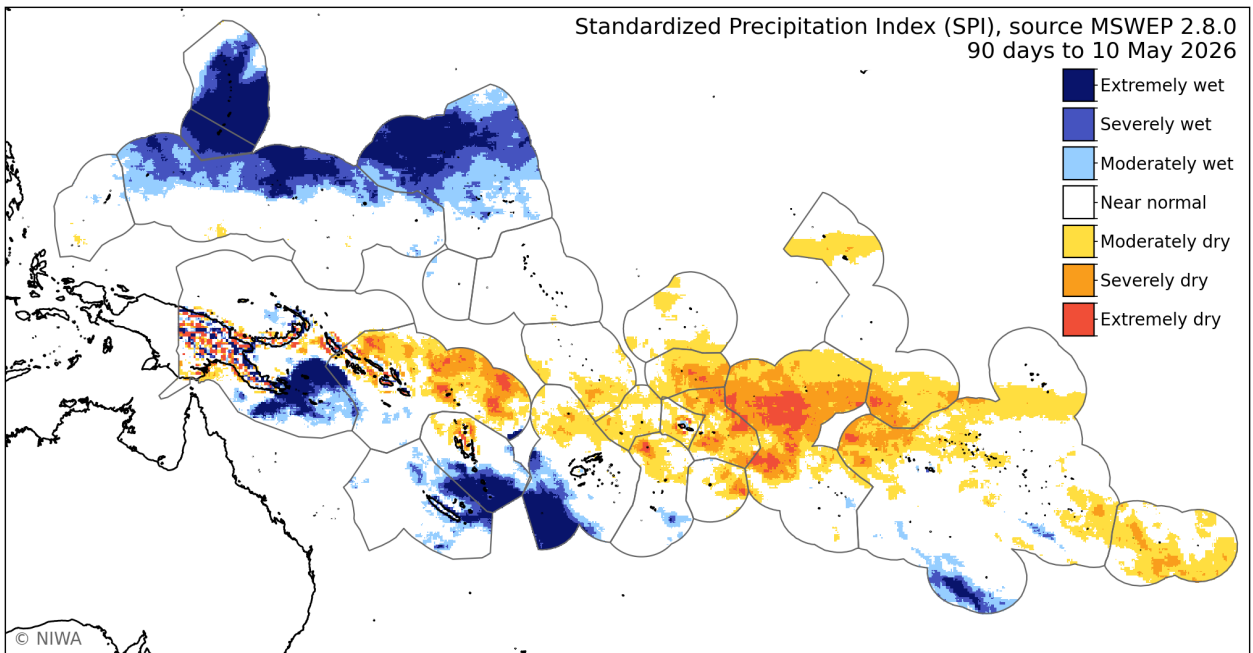 Standardized Precipitation Index (SPI), source MSWEP 2.8.0
90 days to 10 May 2026
Extremely wet
Severely wet
Moderately wet
Near normal
Moderately dry
Severely dry
Extremely dry
© NIWA